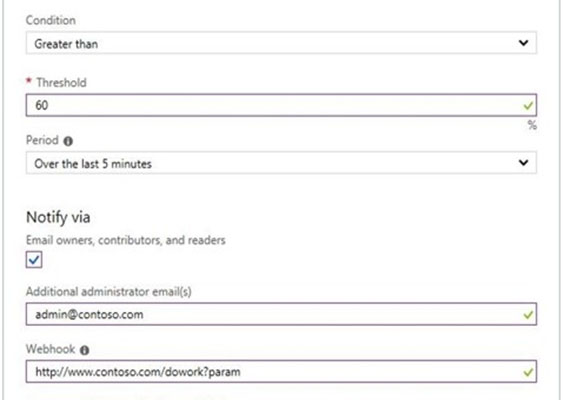 Condition
Greater than
* Threshold
60
%
Period
Over the last 5 minutes
Notify via
Email owners, contributors, and readers
Additional administrator email(s)
admin@contoso.com
Webhook
http://www.contoso.com/dowork?param